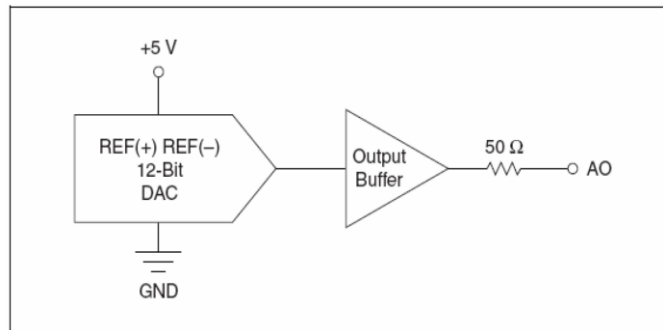 +5 V
REF(+) REF(–)
12-Bit
DAC
GND
Output
Buffer
50 Ω
AO